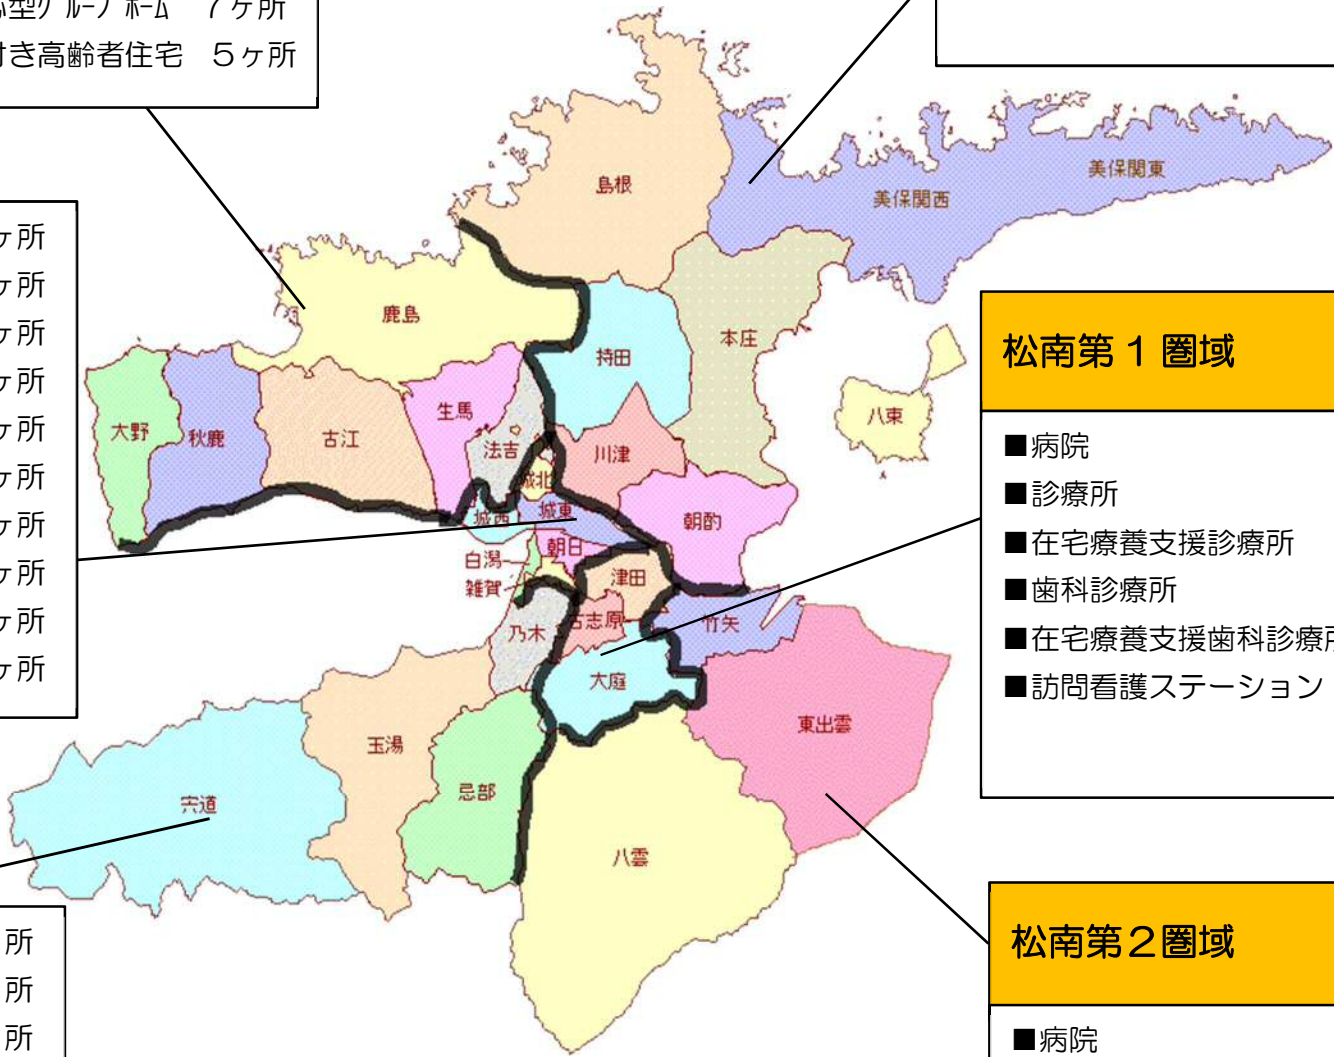 型ｸﾞﾙｰﾌﾟﾎｰﾑ　７ヶ所
付き高齢者住宅　５ヶ所
島根
美保関東
美保関西
ヶ所
ヶ所
ヶ所
ヶ所
ヶ所
ヶ所
ヶ所
ヶ所
ヶ所
ヶ所
鹿島
持田
本庄
八束
大野
秋鹿
古江
生馬
法吉
城北
川津
城西
城東
朝酌
朝日
白潟
雑賀
津田
乃木
古志原
竹矢
大庭
玉湯
東出雲
宍道
忌部
八雲
松南第１圏域
■病院
■診療所
■在宅療養支援診療所
■歯科診療所
■在宅療養支援歯科診療所
■訪問看護ステーション
所
所
所
松南第２圏域
■病院